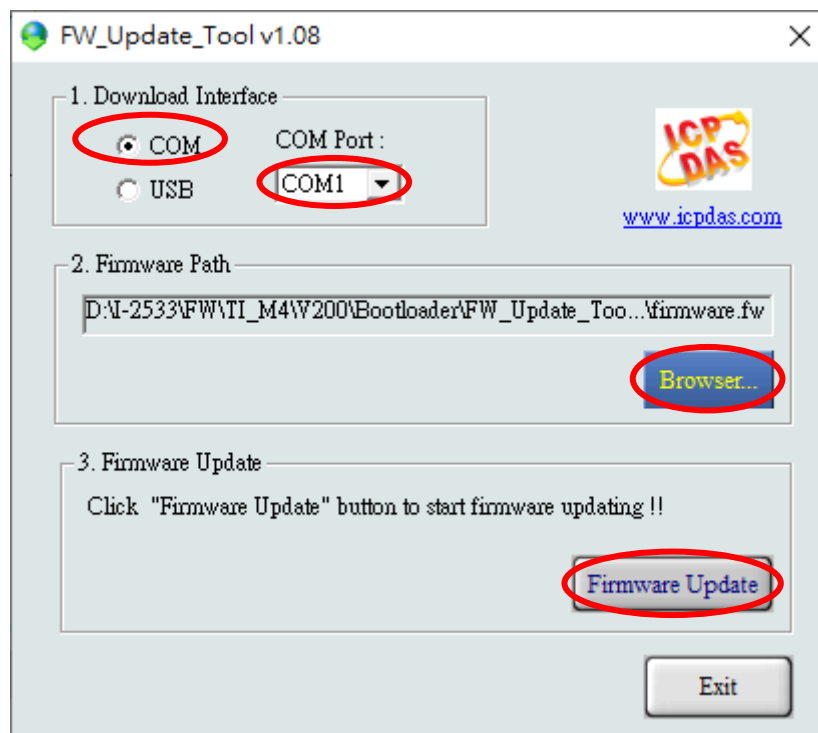 FW_Update_Tool v1.08
1. Download Interface
COM
COM Port :
USB
COM1
ICP
DAS
www.icpdas.com
2. Firmware Path
D:\I-2533\FW\TI_M4\V200\Bootloader\FW_Update_Too...\firmware.fw
Browser...
3. Firmware Update
Click "Firmware Update" button to start firmware updating !!
Firmware Update
Exit